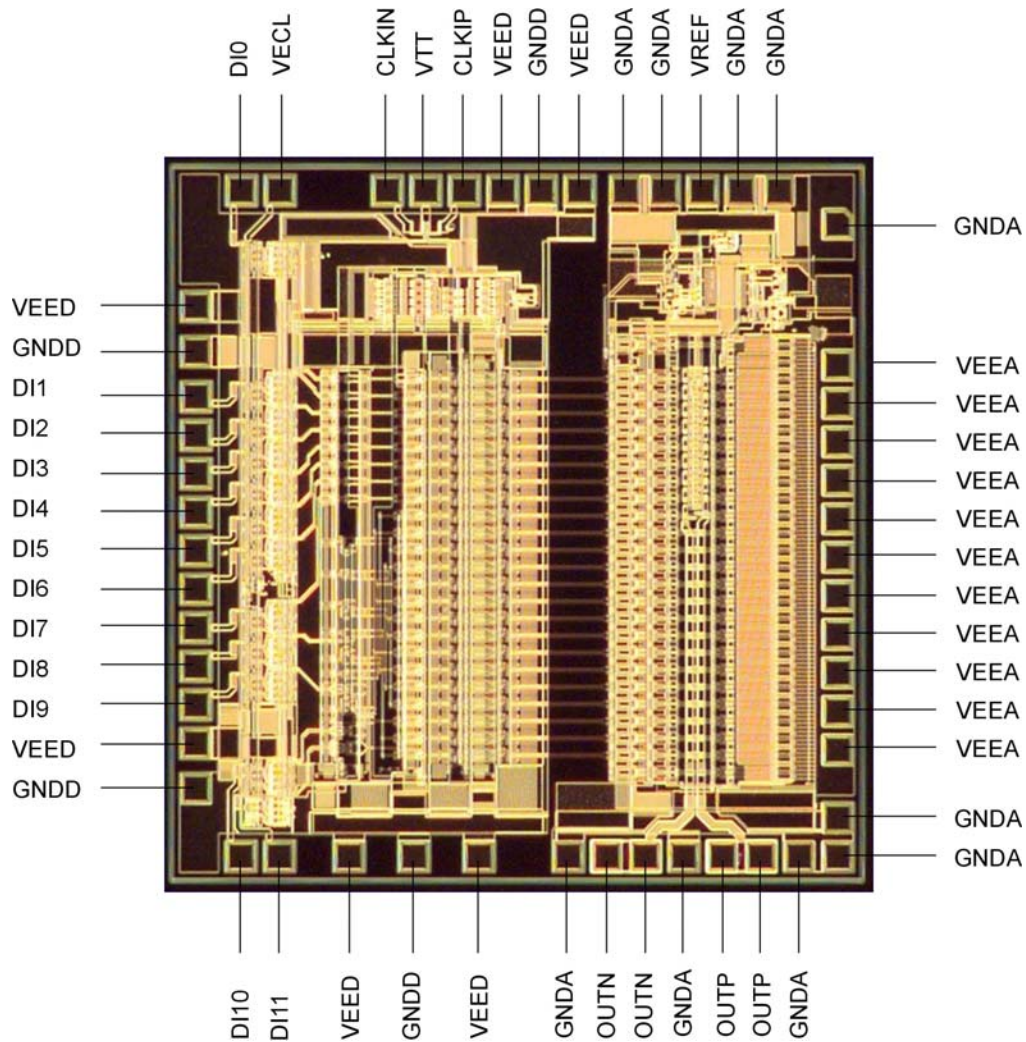 DI0
VECL
CLKIN
VTT
CLKIP
VEED
GNDD
VEED
GNDA
GNDA
VREF
GNDA
GNDA
GNDA
VEED
GNDD
DI1
DI2
DI3
DI4
DI5
DI6
DI7
DI8
DI9
VEED
GNDD
VEEA
VEEA
VEEA
VEEA
VEEA
VEEA
VEEA
VEEA
VEEA
VEEA
VEEA
GNDA
GNDA
DI10
DI11
VEED
GNDD
VEED
GNDA
OUTN
OUTN
GNDA
OUTP
OUTP
GNDA